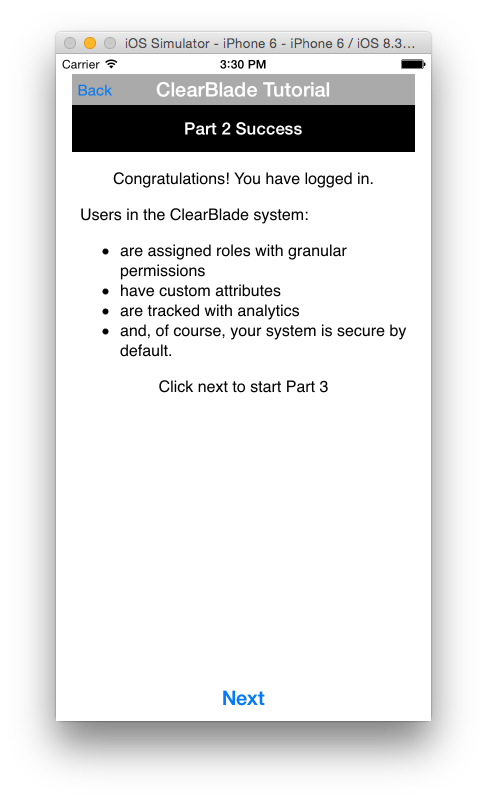 iOS Simulator - iPhone 6 - iPhone 6 / iOS 8.3...
Carrier 3:30 PM
Back ClearBlade Tutorial
Part 2 Success
Congratulations! You have logged in.
Users in the ClearBlade system:
• are assigned roles with granular
permissions
• have custom attributes
• are tracked with analytics
• and, of course, your system is secure by
default.
Click next to start Part 3
Next